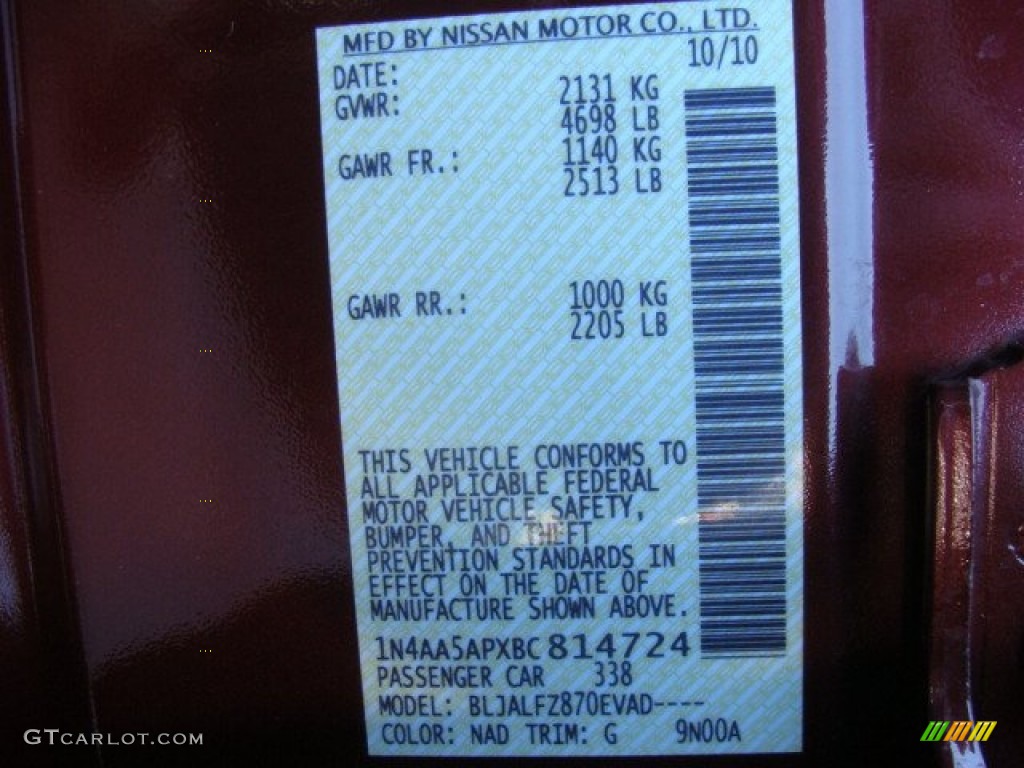 MFD BY NISSAN MOTOR CO., LTD.
DATE: 10/10
GVWR: 2131 KG
4698 LB
GAWR FR.: 1140 KG
2513 LB
GAWR RR.: 1000 KG
2205 LB
THIS VEHICLE CONFORMS TO
ALL APPLICABLE FEDERAL
MOTOR VEHICLE SAFETY,
BUMPER, AND THEFT
PREVENTION STANDARDS IN
EFFECT ON THE DATE OF
MANUFACTURE SHOWN ABOVE.
1N4AA5APXBC814724
PASSENGER CAR 338
MODEL: BLJALFZ870EVAD----
COLOR: NAD TRIM: G 9N00A
GTCARLOT.COM